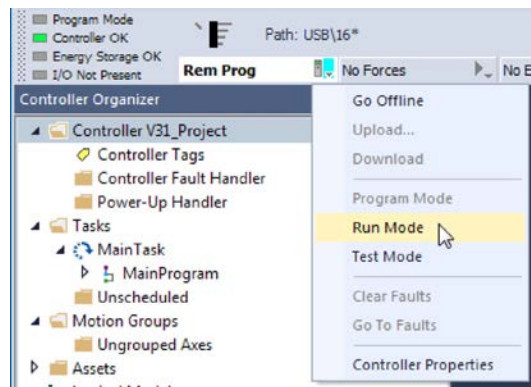 Program Mode
Controller OK
Energy Storage OK
I/O Not Present
Path: USB\16*
Rem Prog
No Forces
No E
Controller Organizer
Controller V31_Project
Controller Tags
Controller Fault Handler
Power-Up Handler
Tasks
MainTask
MainProgram
Unscheduled
Motion Groups
Ungrouped Axes
Assets
Go Offline
Upload...
Download
Program Mode
Run Mode
Test Mode
Clear Faults
Go To Faults
Controller Properties